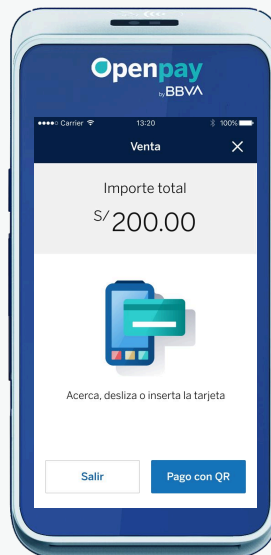 Openpay
by BBVA
Carrier 13:20 100%
Venta
Importe total
S/ 200.00
Acerca, desliza o inserta la tarjeta
Salir Pago con QR